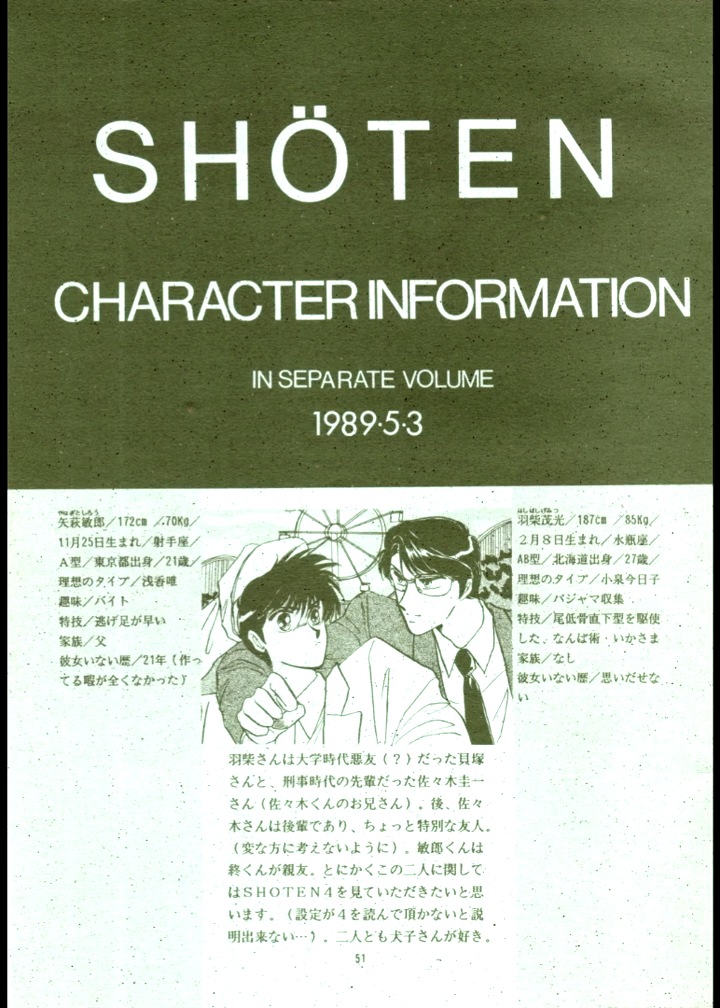 SHÖTEN
CHARACTER INFORMATION
IN SEPARATE VOLUME
1989·5·3
矢萩敏郎／172cm／70Kg／
11月25日生まれ／射手座／
A型／東京都出身／21歳／
理想のタイプ／浅香唯
趣味／バイト
特技／逃げ足が早い
家族／父
彼女いない歴／21年（作っ
てる暇が全くなかった）
羽柴茂光／187cm／85Kg／
2月8日生まれ／水瓶座／
AB型／北海道出身／27歳／
理想のタイプ／小泉今日子
趣味／パジャマ収集
特技／尾低骨直下型を駆使
した、なんぱ術・いかさま
家族／なし
彼女いない歴／思いだせな
い
羽柴さんは大学時代悪友（？）だった貝塚
さんと、刑事時代の先輩だった佐々木圭一
さん（佐々木くんのお兄さん）。後、佐々
木さんは後輩であり、ちょっと特別な友人。
（変な方に考えないように）。敏郎くんは
終くんが親友。とにかくこの二人に関して
はSHOTEN4を見ていただきたいと思
います。（設定が4を読んで頂かないと説
明出来ない…）。二人とも犬子さんが好き。
51